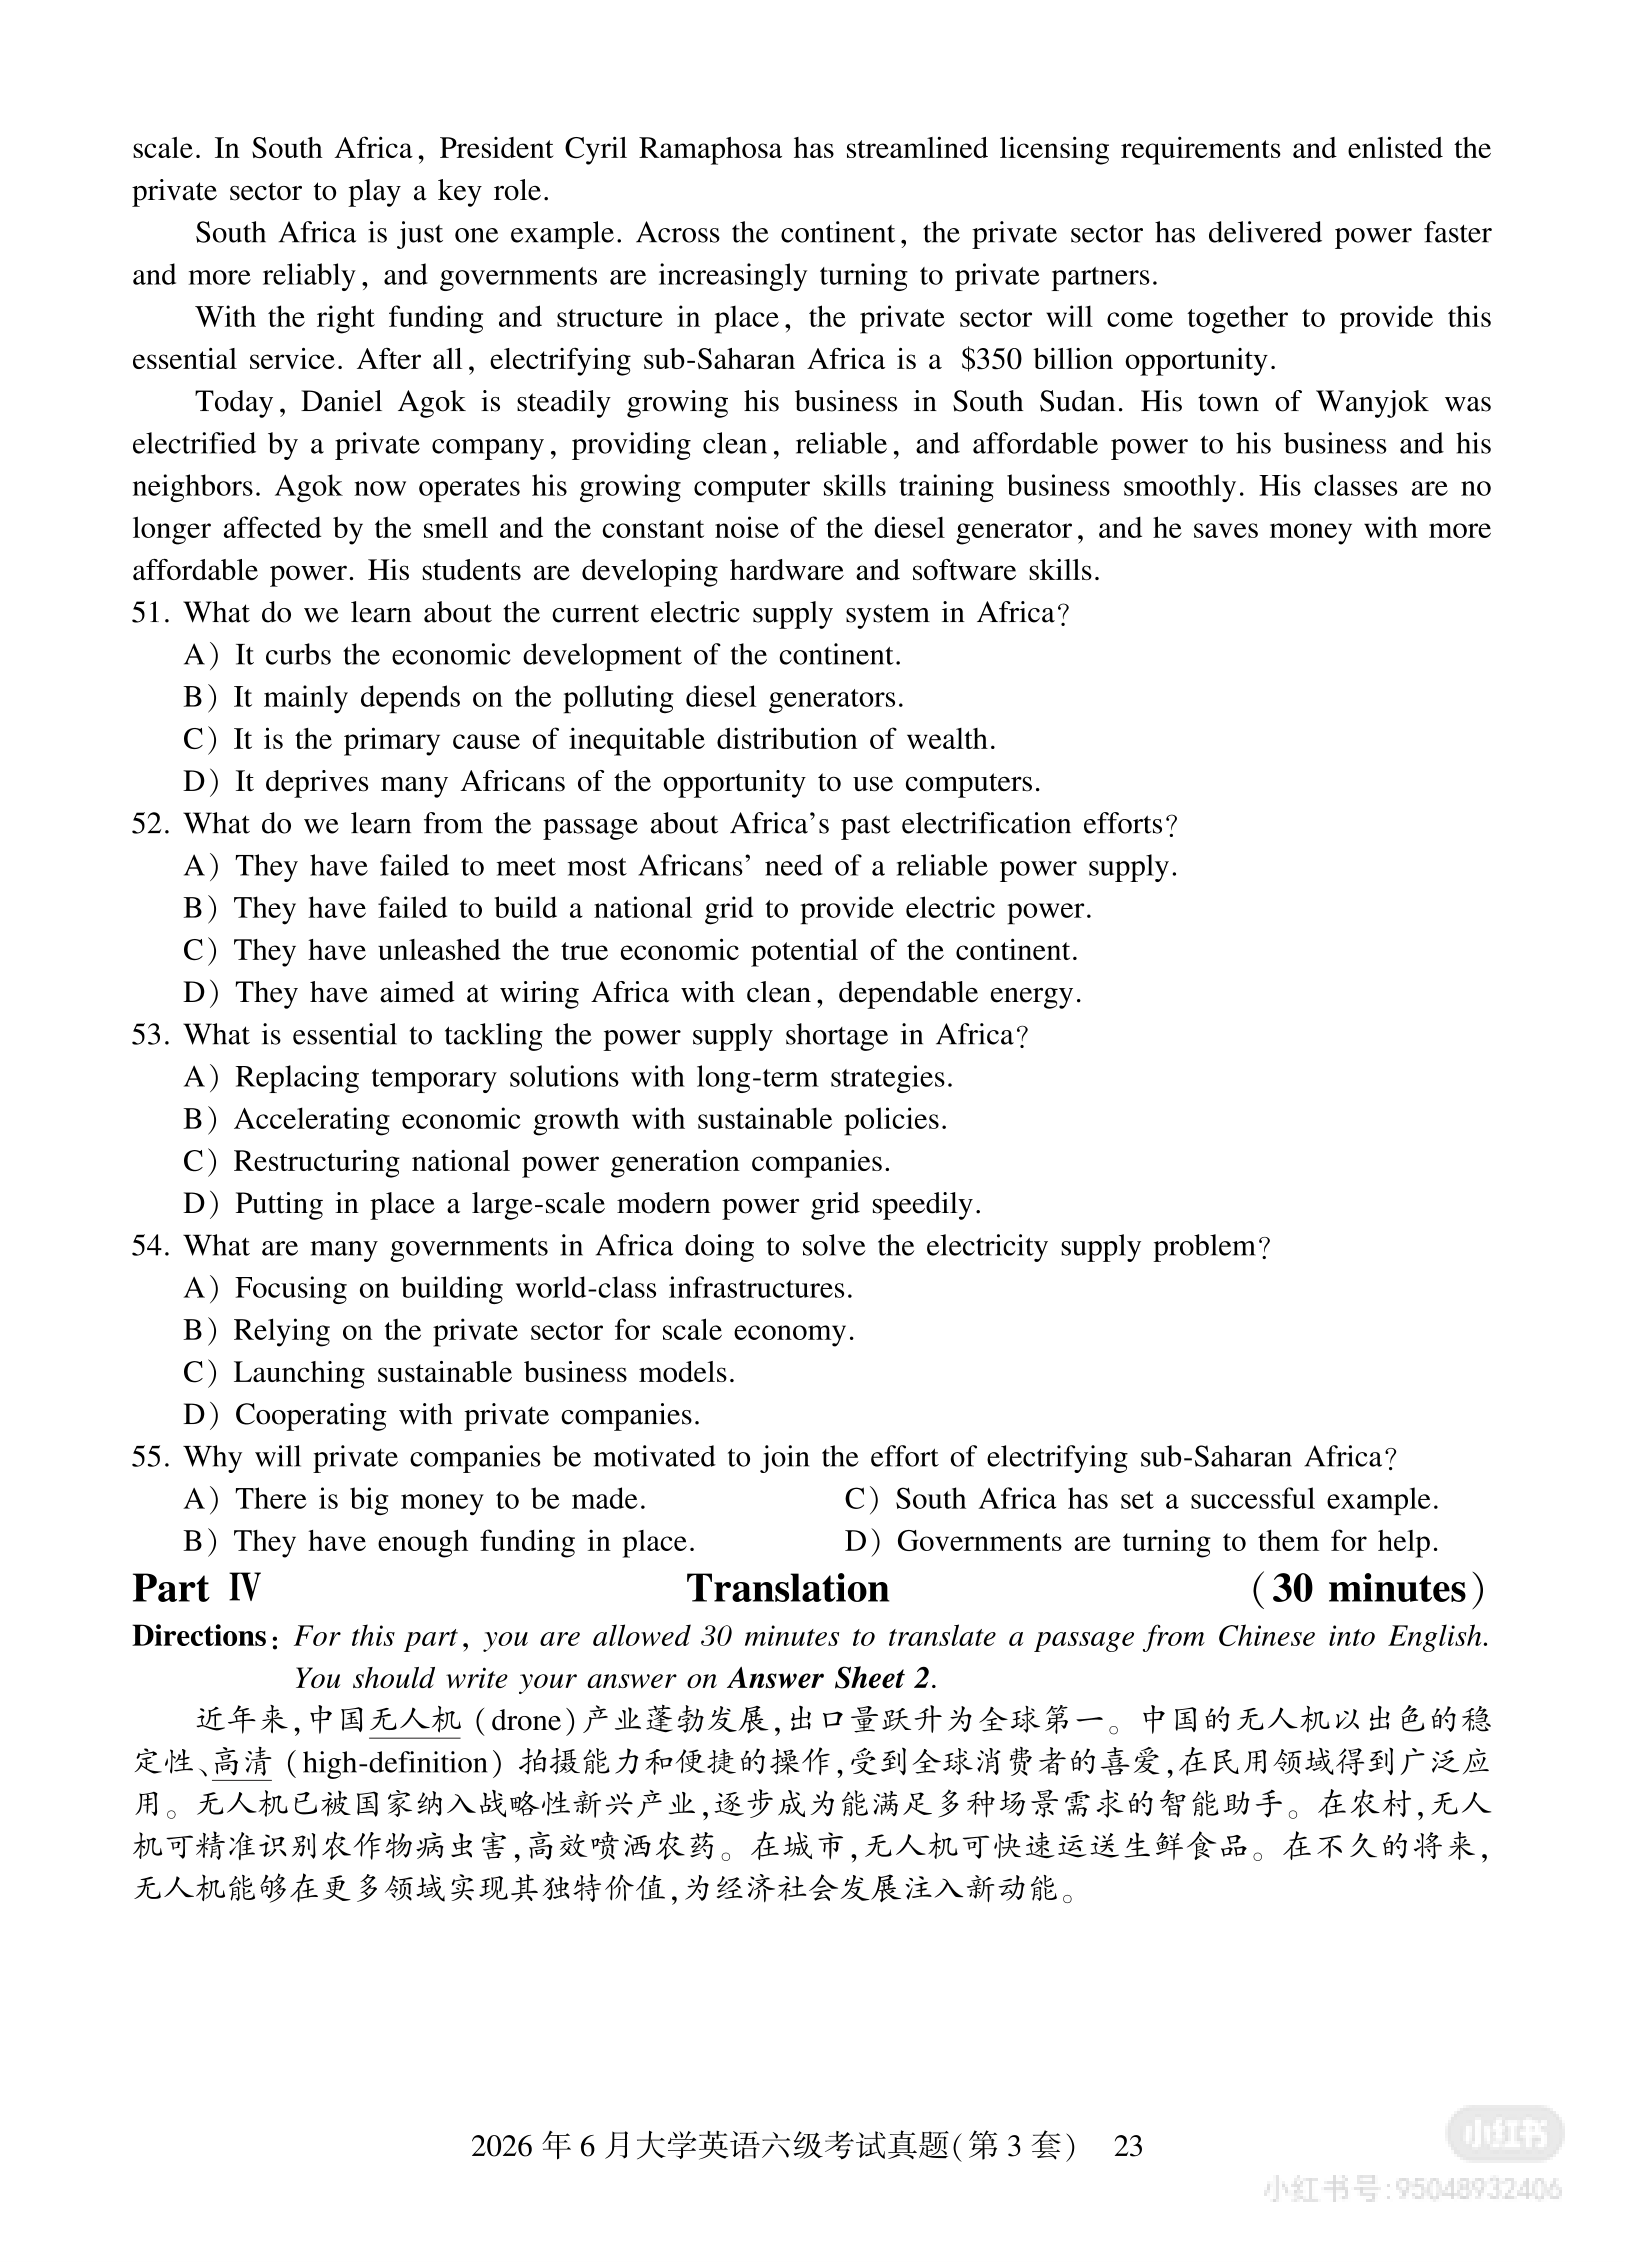 scale. In South Africa, President Cyril Ramaphosa has streamlined licensing requirements and enlisted the
private sector to play a key role.
South Africa is just one example. Across the continent, the private sector has delivered power faster
and more reliably, and governments are increasingly turning to private partners.
With the right funding and structure in place, the private sector will come together to provide this
essential service. After all, electrifying sub-Saharan Africa is a $350 billion opportunity.
Today, Daniel Agok is steadily growing his business in South Sudan. His town of Wanyjok was
electrified by a private company, providing clean, reliable, and affordable power to his business and his
neighbors. Agok now operates his growing computer skills training business smoothly. His classes are no
longer affected by the smell and the constant noise of the diesel generator, and he saves money with more
affordable power. His students are developing hardware and software skills.
51. What do we learn about the current electric supply system in Africa?
A) It curbs the economic development of the continent.
B) It mainly depends on the polluting diesel generators.
C) It is the primary cause of inequitable distribution of wealth.
D) It deprives many Africans of the opportunity to use computers.
52. What do we learn from the passage about Africa's past electrification efforts?
A) They have failed to meet most Africans' need of a reliable power supply.
B) They have failed to build a national grid to provide electric power.
C) They have unleashed the true economic potential of the continent.
D) They have aimed at wiring Africa with clean, dependable energy.
53. What is essential to tackling the power supply shortage in Africa?
A) Replacing temporary solutions with long-term strategies.
B) Accelerating economic growth with sustainable policies.
C) Restructuring national power generation companies.
D) Putting in place a large-scale modern power grid speedily.
54. What are many governments in Africa doing to solve the electricity supply problem?
A) Focusing on building world-class infrastructures.
B) Relying on the private sector for scale economy.
C) Launching sustainable business models.
D) Cooperating with private companies.
55. Why will private companies be motivated to join the effort of electrifying sub-Saharan Africa?
A) There is big money to be made. C) South Africa has set a successful example.
B) They have enough funding in place. D) Governments are turning to them for help.
Part Ⅳ Translation (30 minutes)
Directions: For this part, you are allowed 30 minutes to translate a passage from Chinese into English.
You should write your answer on Answer Sheet 2.
近年来,中国无人机(drone)产业蓬勃发展,出口量跃升为全球第一。中国的无人机以出色的稳
定性、高清(high-definition)拍摄能力和便捷的操作,受到全球消费者的喜爱,在民用领域得到广泛应
用。无人机已被国家纳入战略性新兴产业,逐步成为能满足多种场景需求的智能助手。在农村,无人
机可精准识别农作物病虫害,高效喷洒农药。在城市,无人机可快速运送生鲜食品。在不久的将来,
无人机能够在更多领域实现其独特价值,为经济社会发展注入新动能。
2026年6月大学英语六级考试真题(第3套) 23
小红书
小红书号:95048932406